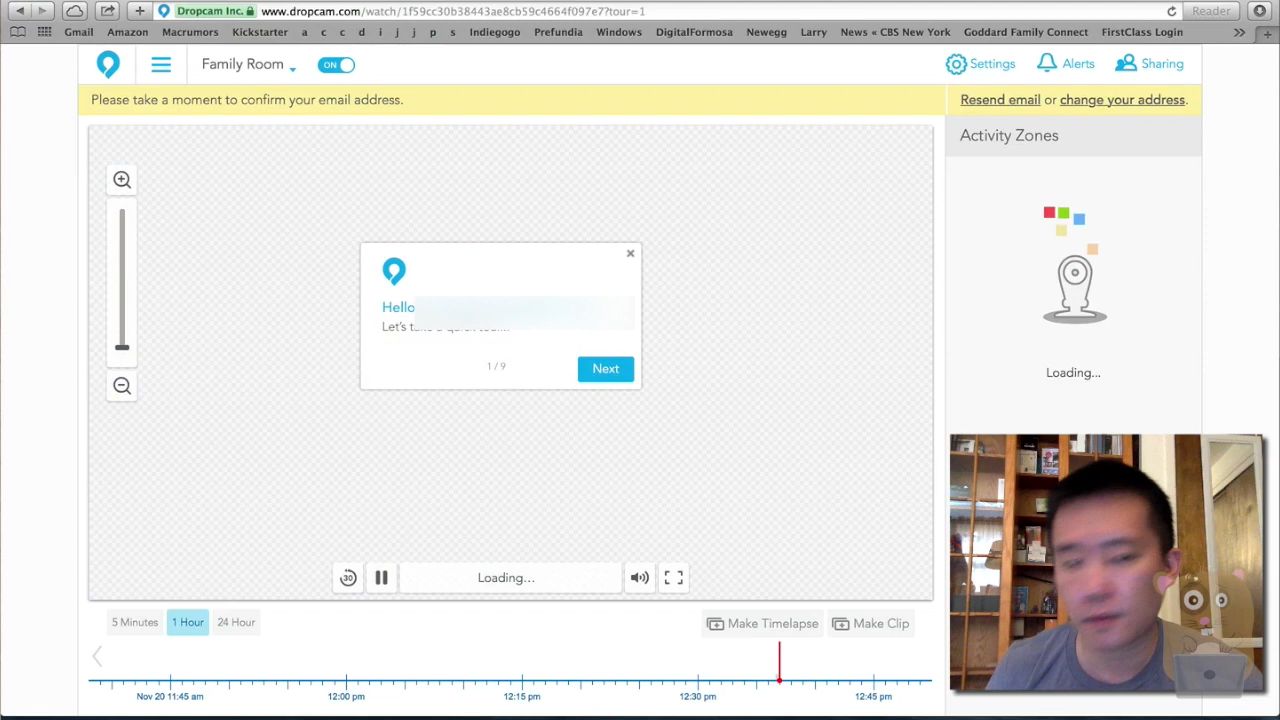 Dropcam Inc. www.dropcam.com/watch/1f59cc30b38443ae8cb59c4664f097e7?tour=1 Reader
Gmail Amazon Macrumors Kickstarter a c c d i j j p s Indiegogo Prefundia Windows DigitalFormosa Newegg Larry News « CBS New York Goddard Family Connect FirstClass Login
Family Room ON Settings Alerts Sharing
Please take a moment to confirm your email address. Resend email or change your address.
Activity Zones
Hello
Let's take a quick
1 / 9 Next
Loading...
30 Loading...
5 Minutes 1 Hour 24 Hour Make Timelapse Make Clip
Nov 20 11:45 am 12:00 pm 12:15 pm 12:30 pm 12:45 pm